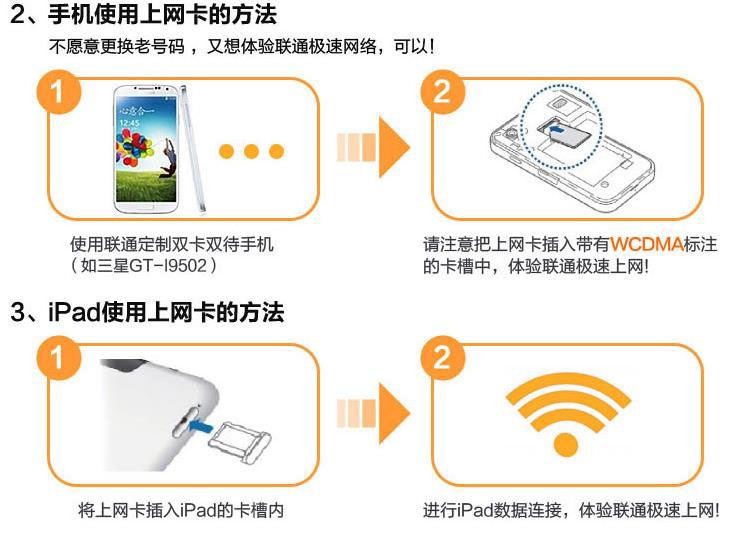 2、手机使用上网卡的方法
不愿意更换老号码，又想体验联通极速网络，可以！
1
2
心意合一
12:45
使用联通定制双卡双待手机
（如三星GT-I9502）
请注意把上网卡插入带有WCDMA标注
的卡槽中，体验联通极速上网!
3、iPad使用上网卡的方法
1
2
将上网卡插入iPad的卡槽内
进行iPad数据连接，体验联通极速上网!